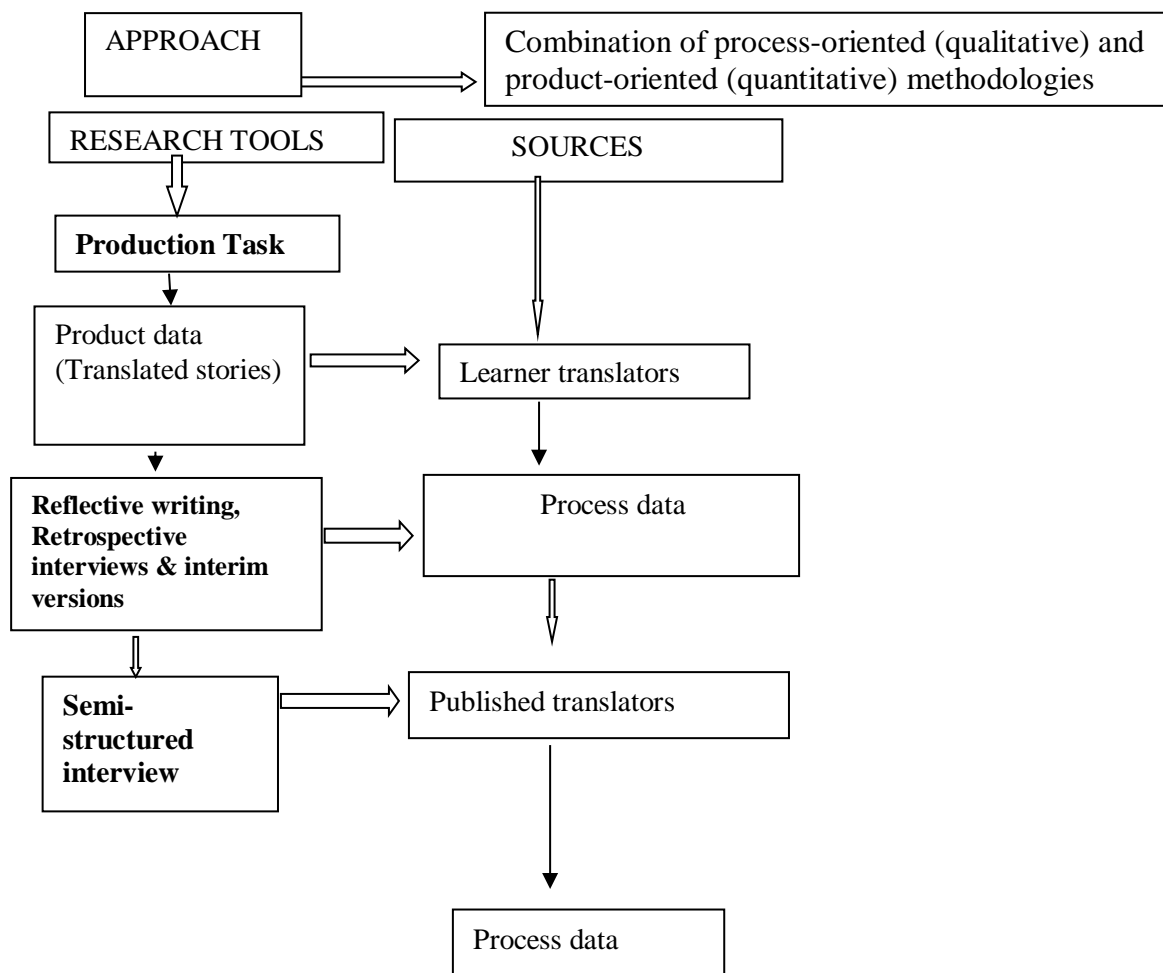 APPROACH
Combination of process-oriented (qualitative) and
product-oriented (quantitative) methodologies
RESEARCH TOOLS
SOURCES
Production Task
Product data
(Translated stories)
Learner translators
Reflective writing,
Retrospective
interviews & interim
versions
Process data
Semi-
structured
interview
Published translators
Process data